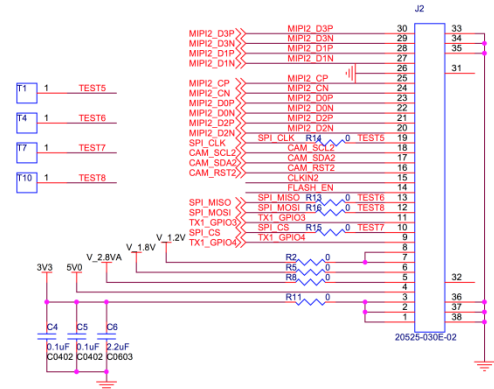 J2
MIPI2_D3P MIPI2_D3P 30 33
MIPI2_D3N MIPI2_D3N 29 34
MIPI2_D1P MIPI2_D1P 28 35
MIPI2_D1N MIPI2_D1N 27
26 31
MIPI2_CP MIPI2_CP 25
MIPI2_CN MIPI2_CN 24
MIPI2_D0P MIPI2_D0P 23
MIPI2_D0N MIPI2_D0N 22
MIPI2_D2P MIPI2_D2P 21
MIPI2_D2N MIPI2_D2N 20
SPI_CLK SPI_CLK R14 0 TEST5 19
CAM_SCL2 CAM_SCL2 18
CAM_SDA2 CAM_SDA2 17
CAM_RST2 CAM_RST2 16
CLKIN2 15
FLASH_EN 14
SPI_MISO SPI_MISO R13 0 TEST6 13
SPI_MOSI SPI_MOSI R16 0 TEST8 12
TX1_GPIO3 TX1_GPIO3 11
SPI_CS SPI_CS R15 0 TEST7 10
TX1_GPIO4 TX1_GPIO4 9
8
R2 0 7
R5 0 6
R8 0 5 32
4
R11 0 3 36
2 37
1 38
20525-030E-02
T1 1 TEST5
T4 1 TEST6
T7 1 TEST7
T10 1 TEST8
V_1.2V
V_1.8V
V_2.8VA
3V3 5V0
C4 C5 C6
0.1uF 0.1uF 2.2uF
C0402 C0402 C0603